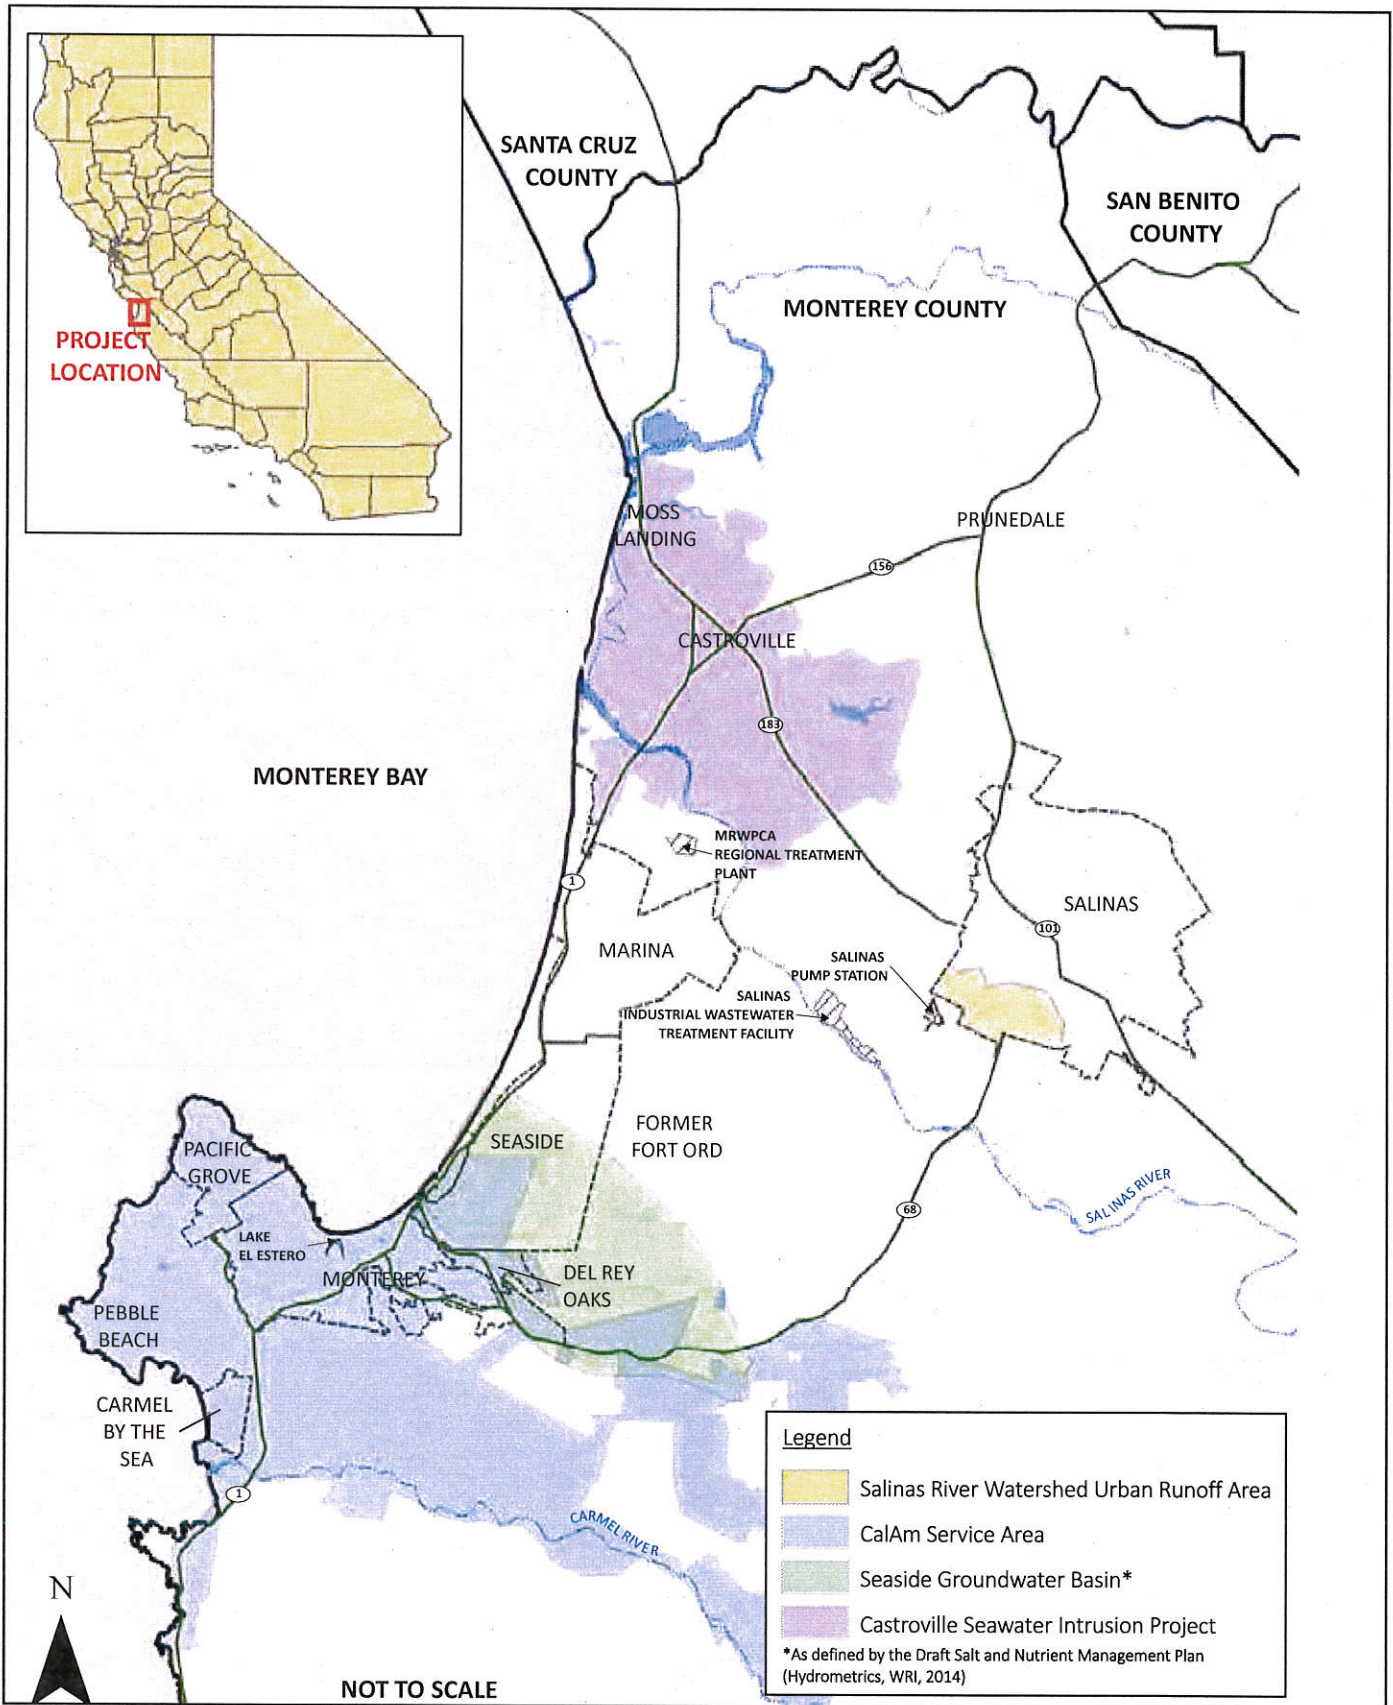 SANTA CRUZ
COUNTY
SAN BENITO
COUNTY
MONTEREY COUNTY
PROJECT
LOCATION
MOSS
LANDING
PRUNEDALE
156
CASTROVILLE
183
MONTEREY BAY
MRWPCA
REGIONAL TREATMENT
PLANT
1
SALINAS
101
MARINA
SALINAS
PUMP STATION
SALINAS
INDUSTRIAL WASTEWATER
TREATMENT FACILITY
FORMER
FORT ORD
SEASIDE
PACIFIC
GROVE
SALINAS RIVER
68
LAKE
EL ESTERO
MONTEREY
DEL REY
OAKS
PEBBLE
BEACH
CARMEL
BY THE
SEA
1
CARMEL RIVER
N
NOT TO SCALE
Legend
Salinas River Watershed Urban Runoff Area
CalAm Service Area
Seaside Groundwater Basin*
Castroville Seawater Intrusion Project
*As defined by the Draft Salt and Nutrient Management Plan
(Hydrometrics, WRI, 2014)